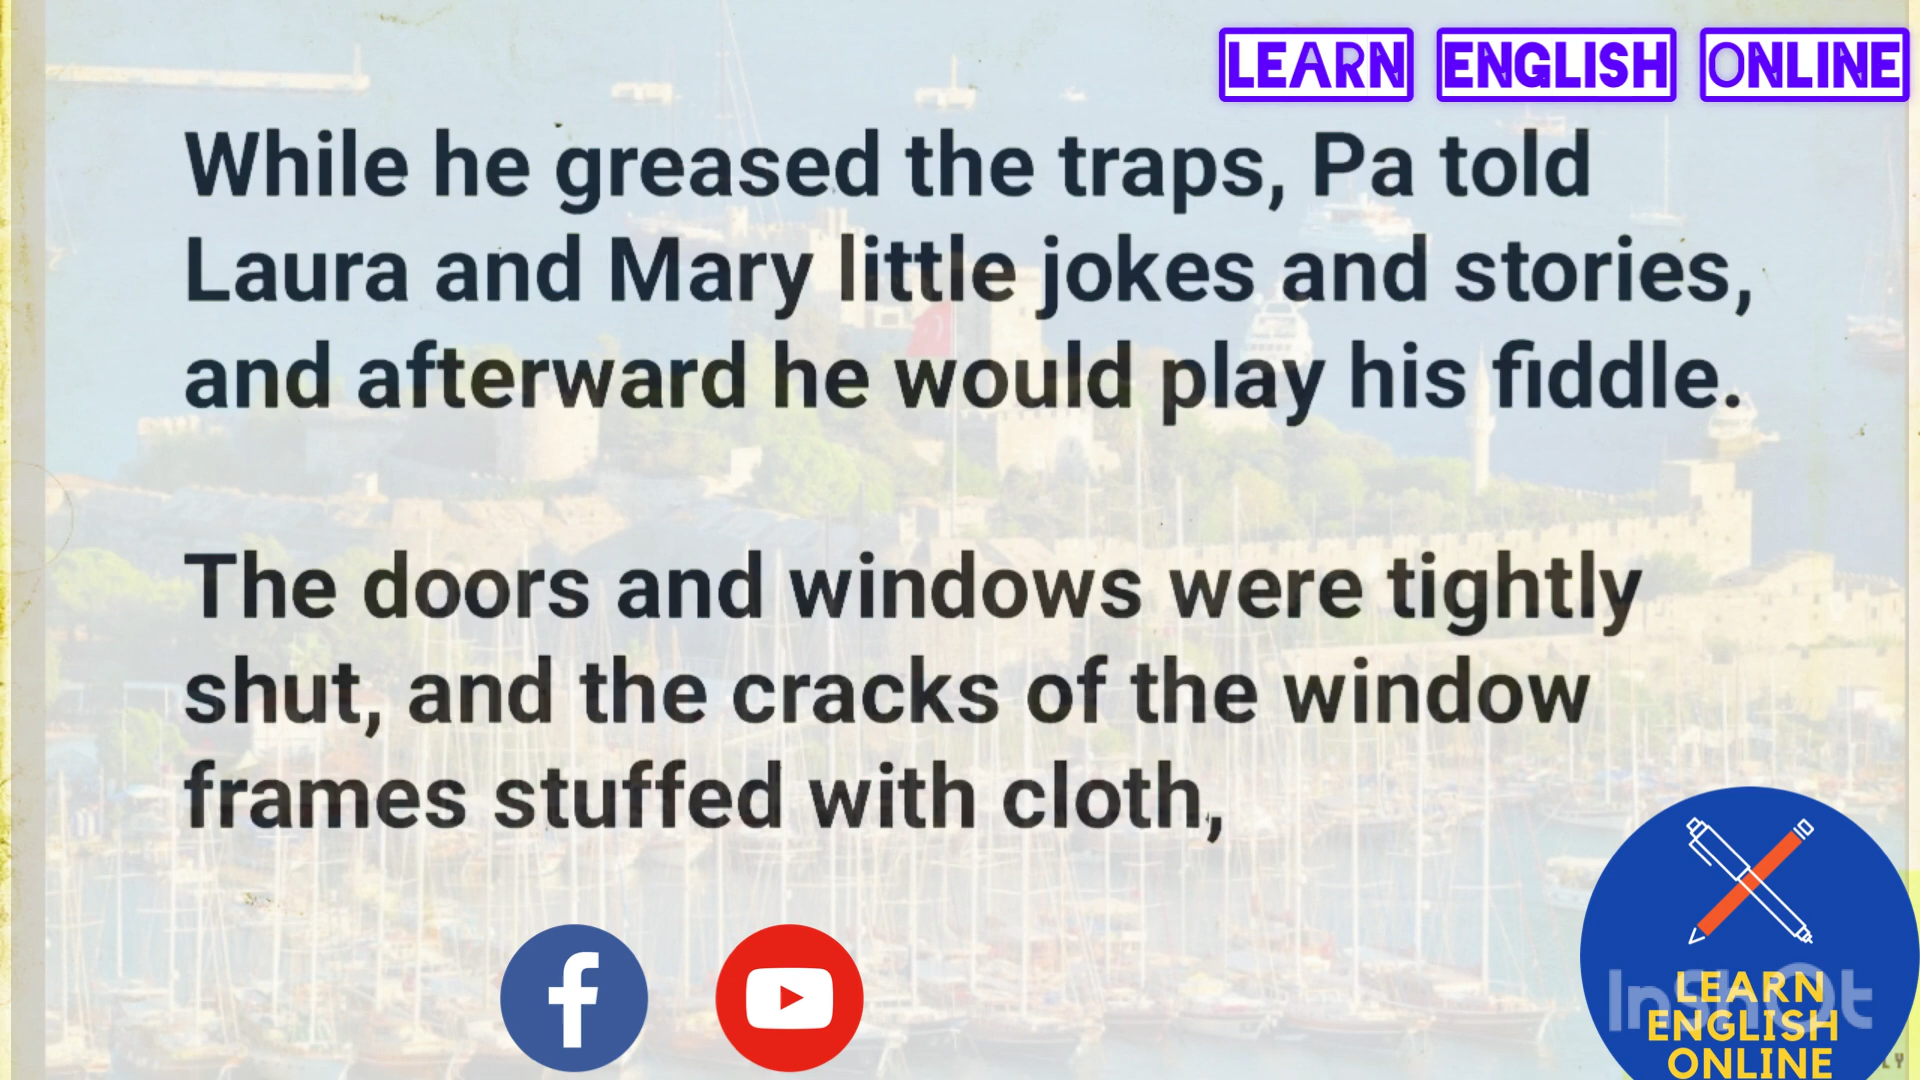 LEARN ENGLISH ONLINE
While he greased the traps, Pa told
Laura and Mary little jokes and stories,
and afterward he would play his fiddle.
The doors and windows were tightly
shut, and the cracks of the window
frames stuffed with cloth,
InShOt
LEARN
ENGLISH
ONLINE